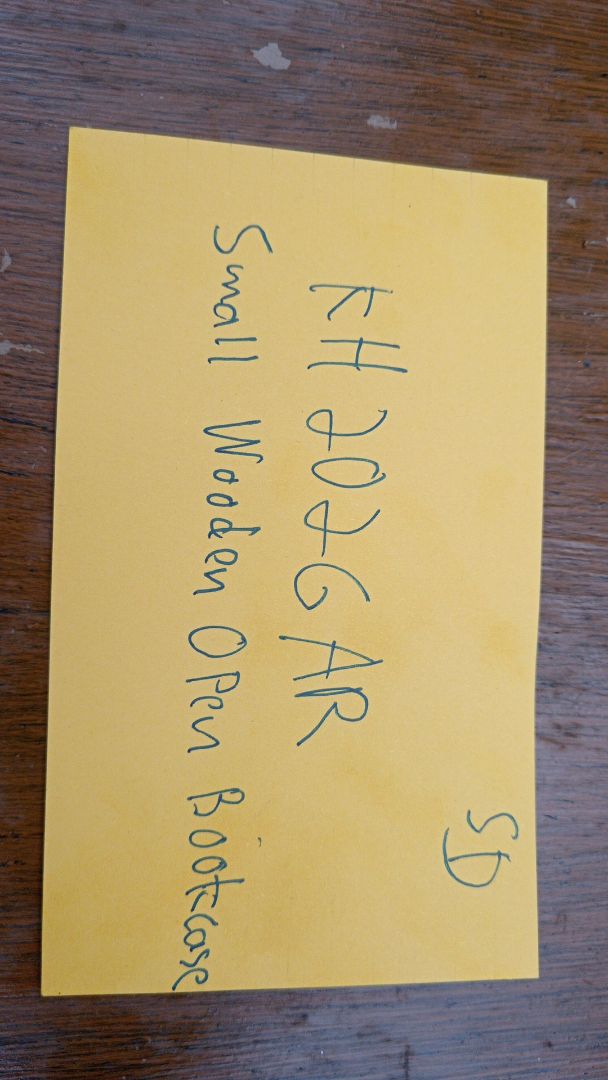 SD
KH 2026 AR
Small Wooden Open Bookcase